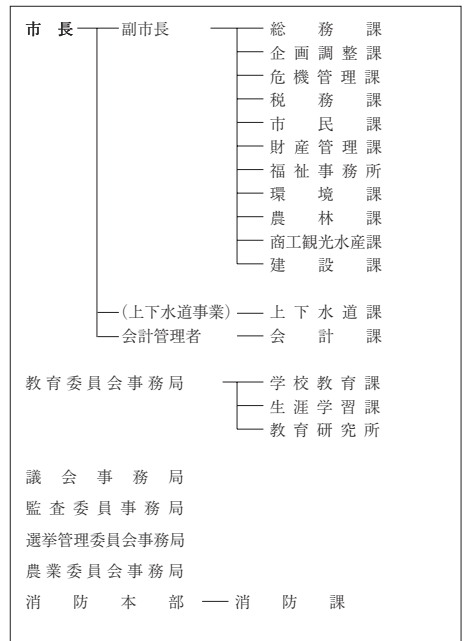 市長 副市長 総務課
企画調整課
危機管理課
税務課
市民課
財産管理課
福祉事務所
環境課
農林課
商工観光水産課
建設課
(上下水道事業) 上下水道課
会計管理者 会計課
教育委員会事務局 学校教育課
生涯学習課
教育研究所
議会事務局
監査委員事務局
選挙管理委員会事務局
農業委員会事務局
消防本部 消防課